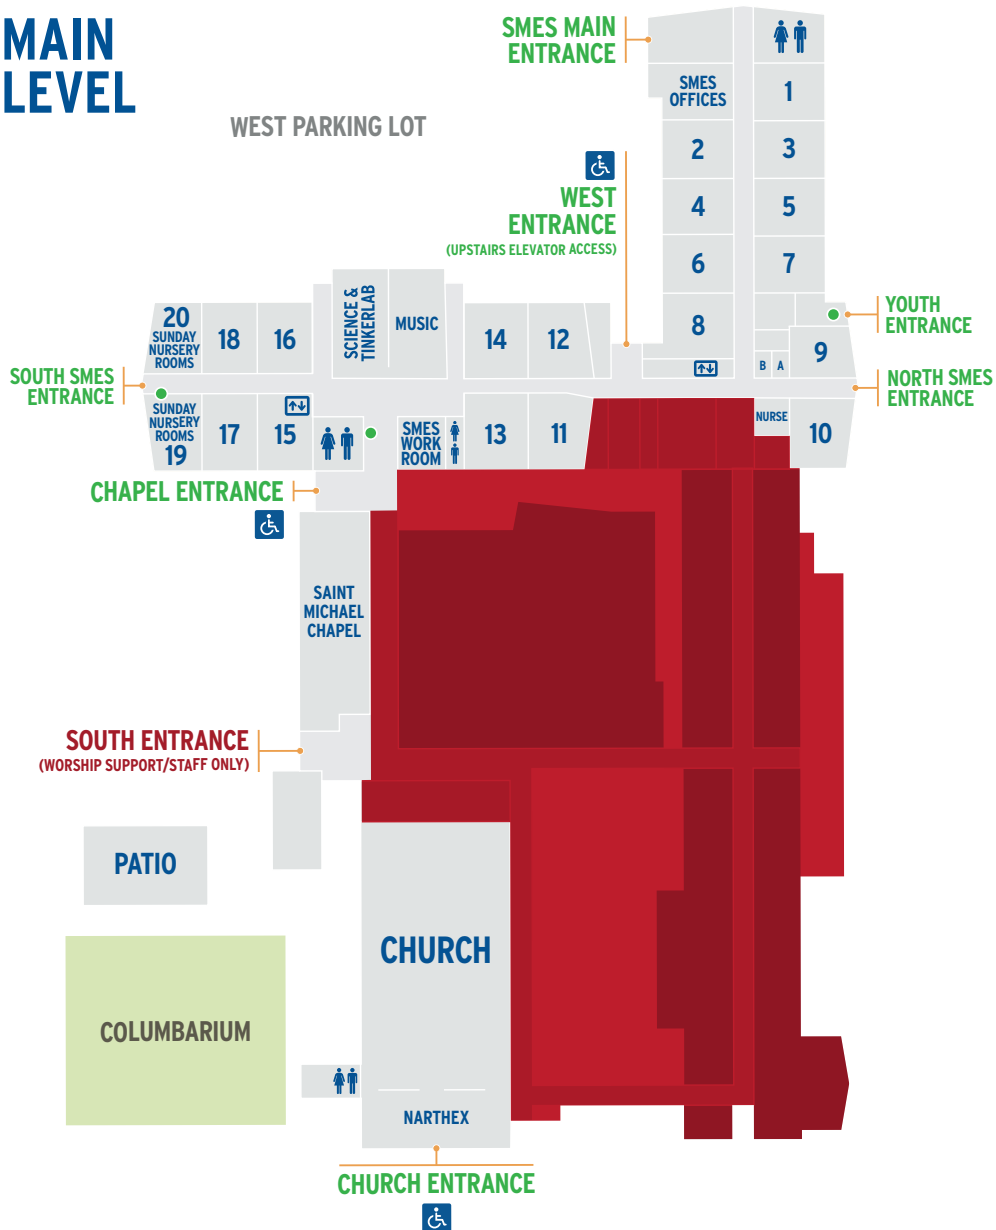 MAIN
LEVEL
SMES MAIN
ENTRANCE
WEST PARKING LOT
SMES
OFFICES
1
2
3
WEST
ENTRANCE
(UPSTAIRS ELEVATOR ACCESS)
4
5
6
7
8
YOUTH
ENTRANCE
9
B
A
20
SUNDAY
NURSERY
ROOMS
18
16
SCIENCE &
TINKERLAB
MUSIC
14
12
SOUTH SMES
ENTRANCE
NORTH SMES
ENTRANCE
SUNDAY
NURSERY
ROOMS
19
17
15
SMES
WORK
ROOM
13
11
NURSE
10
CHAPEL ENTRANCE
SAINT
MICHAEL
CHAPEL
SOUTH ENTRANCE
(WORSHIP SUPPORT/STAFF ONLY)
PATIO
CHURCH
COLUMBARIUM
NARTHEX
CHURCH ENTRANCE